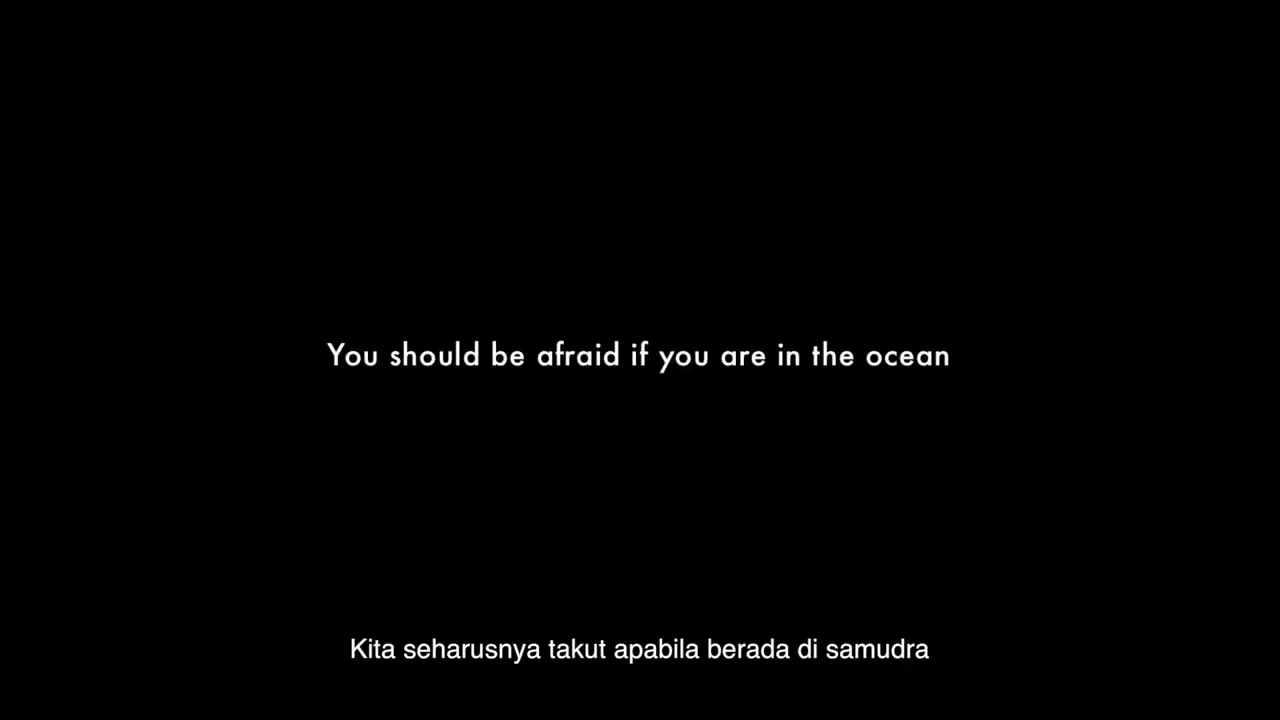 You should be afraid if you are in the ocean
Kita seharusnya takut apabila berada di samudra